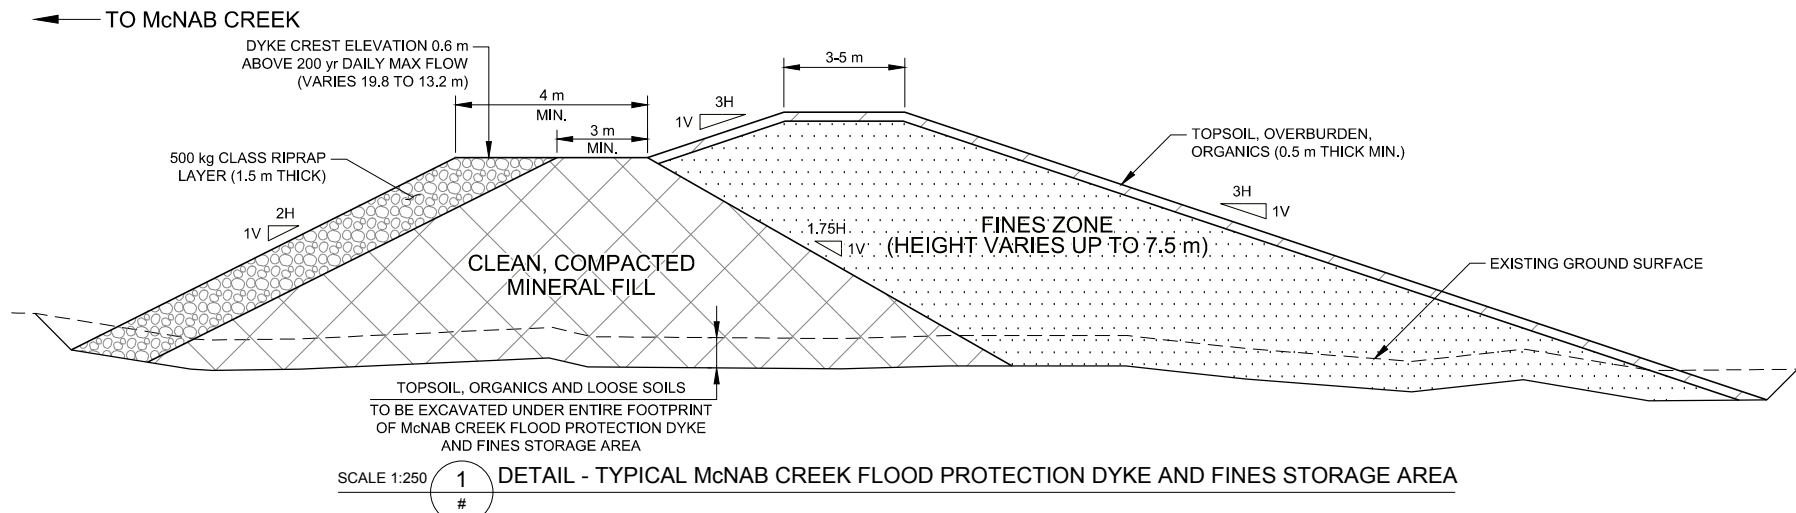 TO McNAB CREEK
DYKE CREST ELEVATION 0.6 m
ABOVE 200 yr DAILY MAX FLOW
(VARIES 19.8 TO 13.2 m)
4 m
MIN.
3 m
MIN.
3-5 m
3H
1V
500 kg CLASS RIPRAP
LAYER (1.5 m THICK)
TOPSOIL, OVERBURDEN,
ORGANICS (0.5 m THICK MIN.)
2H
1V
3H
1V
1.75H
1V
FINES ZONE
(HEIGHT VARIES UP TO 7.5 m)
CLEAN, COMPACTED
MINERAL FILL
EXISTING GROUND SURFACE
TOPSOIL, ORGANICS AND LOOSE SOILS
TO BE EXCAVATED UNDER ENTIRE FOOTPRINT
OF McNAB CREEK FLOOD PROTECTION DYKE
AND FINES STORAGE AREA
SCALE 1:250
1
#
DETAIL - TYPICAL McNAB CREEK FLOOD PROTECTION DYKE AND FINES STORAGE AREA